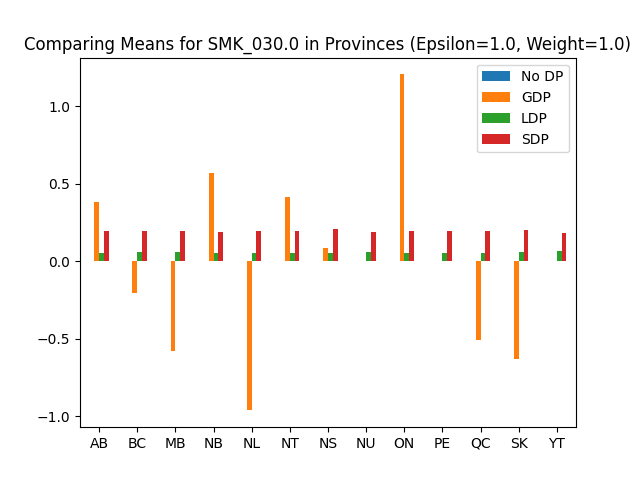 Comparing Means for SMK_030.0 in Provinces (Epsilon=1.0, Weight=1.0)
No DP
GDP
LDP
SDP
1.0
0.5
0.0
−0.5
−1.0
AB BC MB NB NL NT NS NU ON PE QC SK YT